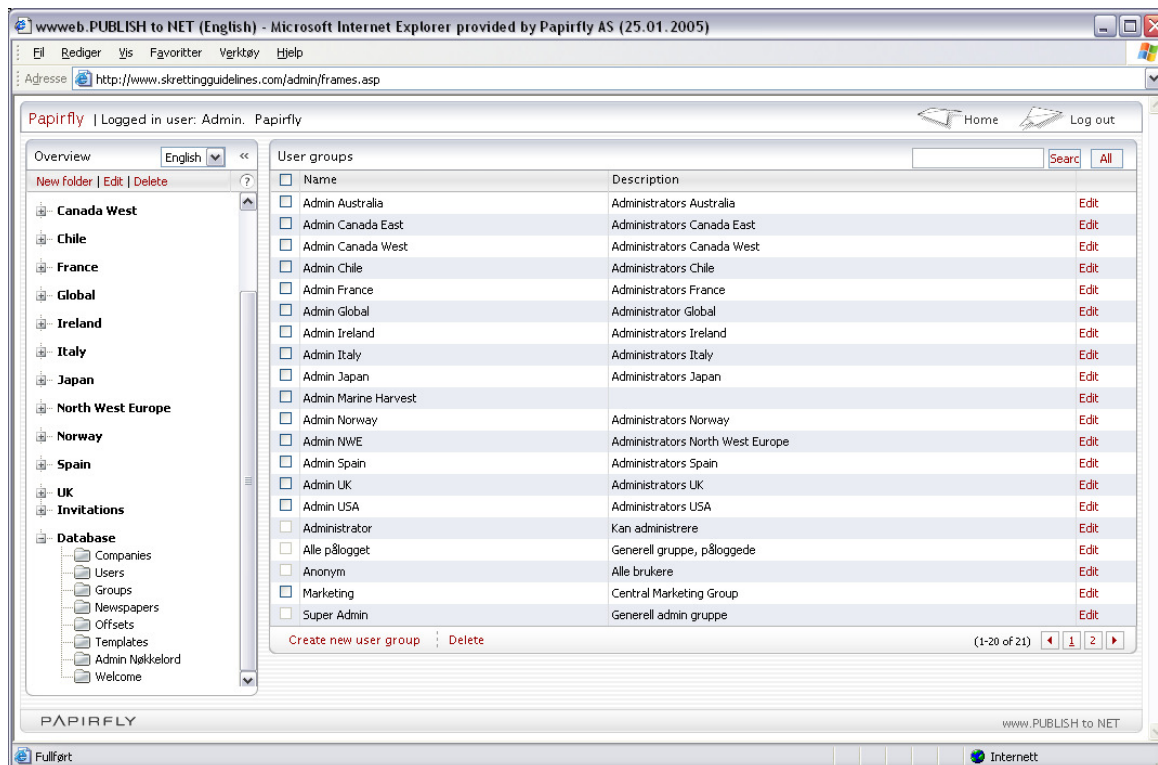 wwweb.PUBLISH to NET (English) - Microsoft Internet Explorer provided by Papirfly AS (25.01.2005)
Fil Rediger Vis Favoritter Verktøy Hjelp
Adresse http://www.skrettingguidelines.com/admin/frames.asp
Papirfly | Logged in user: Admin. Papirfly Home Log out
Overview English «
New folder | Edit | Delete ?
Canada West
Chile
France
Global
Ireland
Italy
Japan
North West Europe
Norway
Spain
UK
Invitations
Database
Companies
Users
Groups
Newspapers
Offsets
Templates
Admin Nøkkelord
Welcome
User groups Searc All
Name Description
Admin Australia Administrators Australia Edit
Admin Canada East Administrators Canada East Edit
Admin Canada West Administrators Canada West Edit
Admin Chile Administrators Chile Edit
Admin France Administrators France Edit
Admin Global Administrator Global Edit
Admin Ireland Administrators Ireland Edit
Admin Italy Administrators Italy Edit
Admin Japan Administrators Japan Edit
Admin Marine Harvest Edit
Admin Norway Administrators Norway Edit
Admin NWE Administrators North West Europe Edit
Admin Spain Administrators Spain Edit
Admin UK Administrators UK Edit
Admin USA Administrators USA Edit
Administrator Kan administrere Edit
Alle pålogget Generell gruppe, påloggede Edit
Anonym Alle brukere Edit
Marketing Central Marketing Group Edit
Super Admin Generell admin gruppe Edit
Create new user group Delete (1-20 of 21) 1 2
PAPIRFLY www.PUBLISH to NET
Fullført Internett